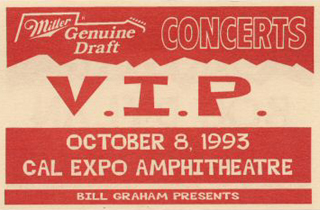 Miller
Genuine
Draft
CONCERTS
V.I.P.
OCTOBER 8, 1993
CAL EXPO AMPHITHEATRE
BILL GRAHAM PRESENTS